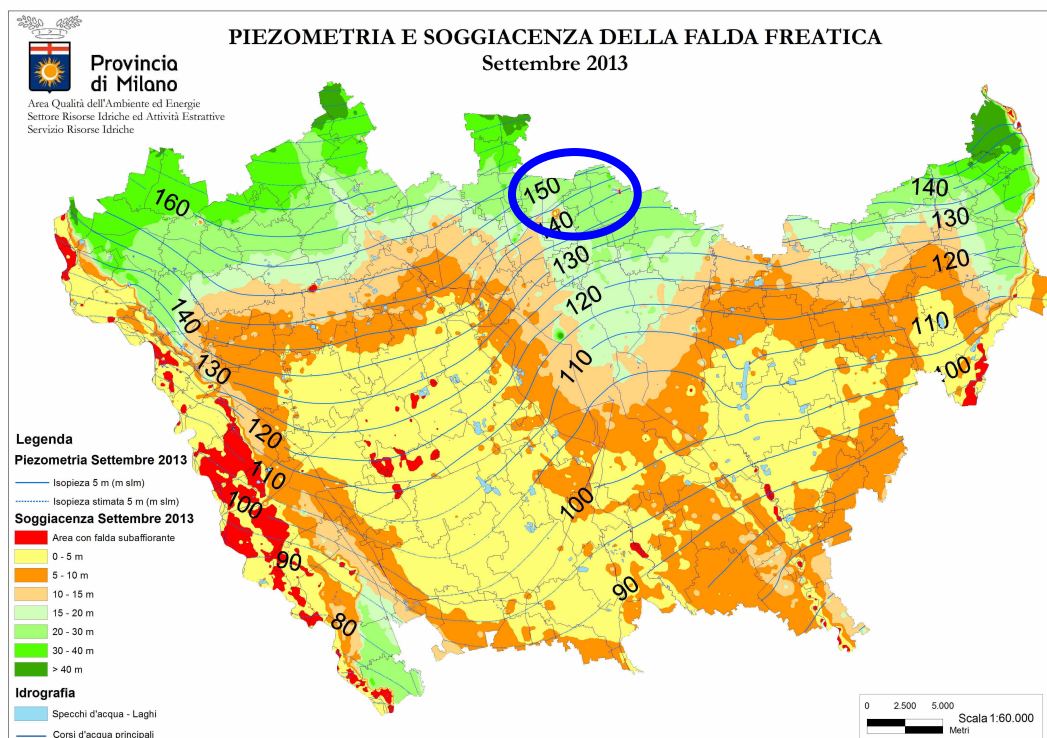 PIEZOMETRIA E SOGGIACENZA DELLA FALDA FREATICA
Settembre 2013
Provincia
di Milano
Area Qualità dell'Ambiente ed Energie
Settore Risorse Idriche ed Attività Estrattive
Servizio Risorse Idriche
160
150
140
140
130
130
120
120
140
110
110
130
100
120
110
100
100
90
90
80
Legenda
Piezometria Settembre 2013
Isopieza 5 m (m slm)
Isopieza stimata 5 m (m slm)
Soggiacenza Settembre 2013
Area con falda subaffiorante
0 - 5 m
5 - 10 m
10 - 15 m
15 - 20 m
20 - 30 m
30 - 40 m
> 40 m
Idrografia
Specchi d'acqua - Laghi
Corsi d'acqua principali
0 2.500 5.000
Scala 1:60.000
Metri